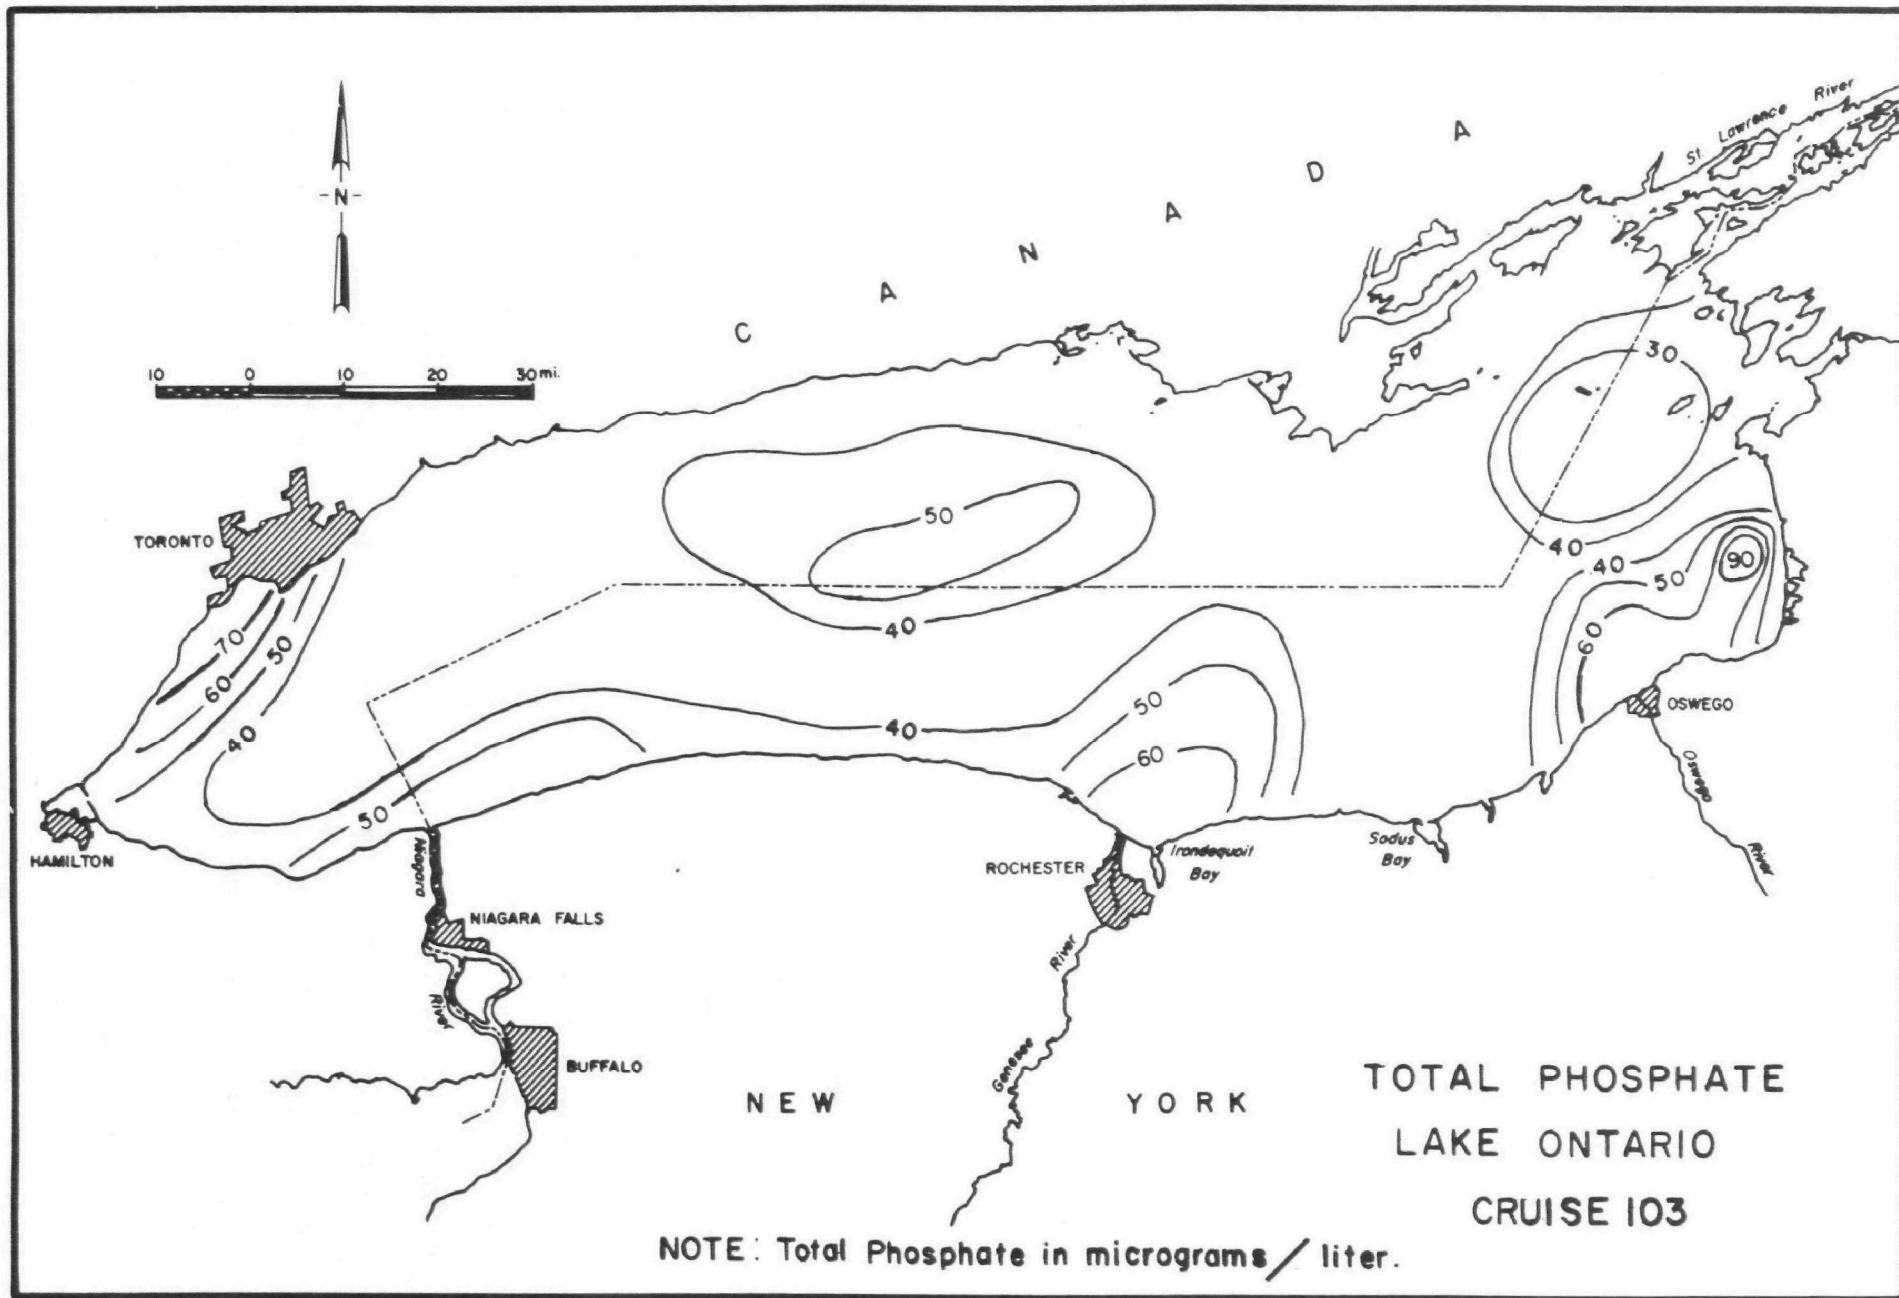 St. Lawrence River
C A N A D A
N
10 0 10 20 30 mi.
30
TORONTO
50
40
40
90
50
70
50
60
60
40
40
40
50
60
50
OSWEGO
Oswego
River
HAMILTON
Niagara
River
NIAGARA FALLS
BUFFALO
ROCHESTER
Irondequoit
Bay
Sodus
Bay
Genesee
River
NEW YORK
TOTAL PHOSPHATE
LAKE ONTARIO
CRUISE 103
NOTE: Total Phosphate in micrograms / liter.